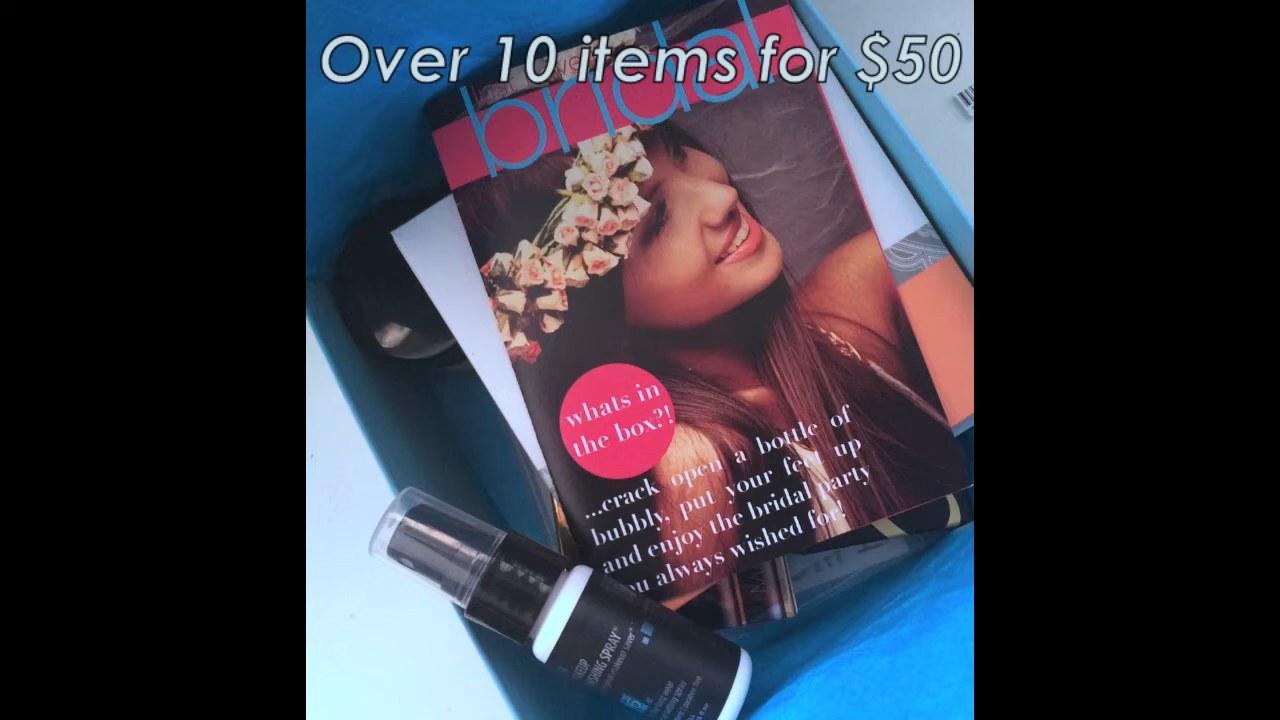 Over 10 items for $50
bridal
whats in
the box?!
...crack open a bottle of
bubbly, put your feet up
and enjoy the bridal party
you always wished for!
SPRAY